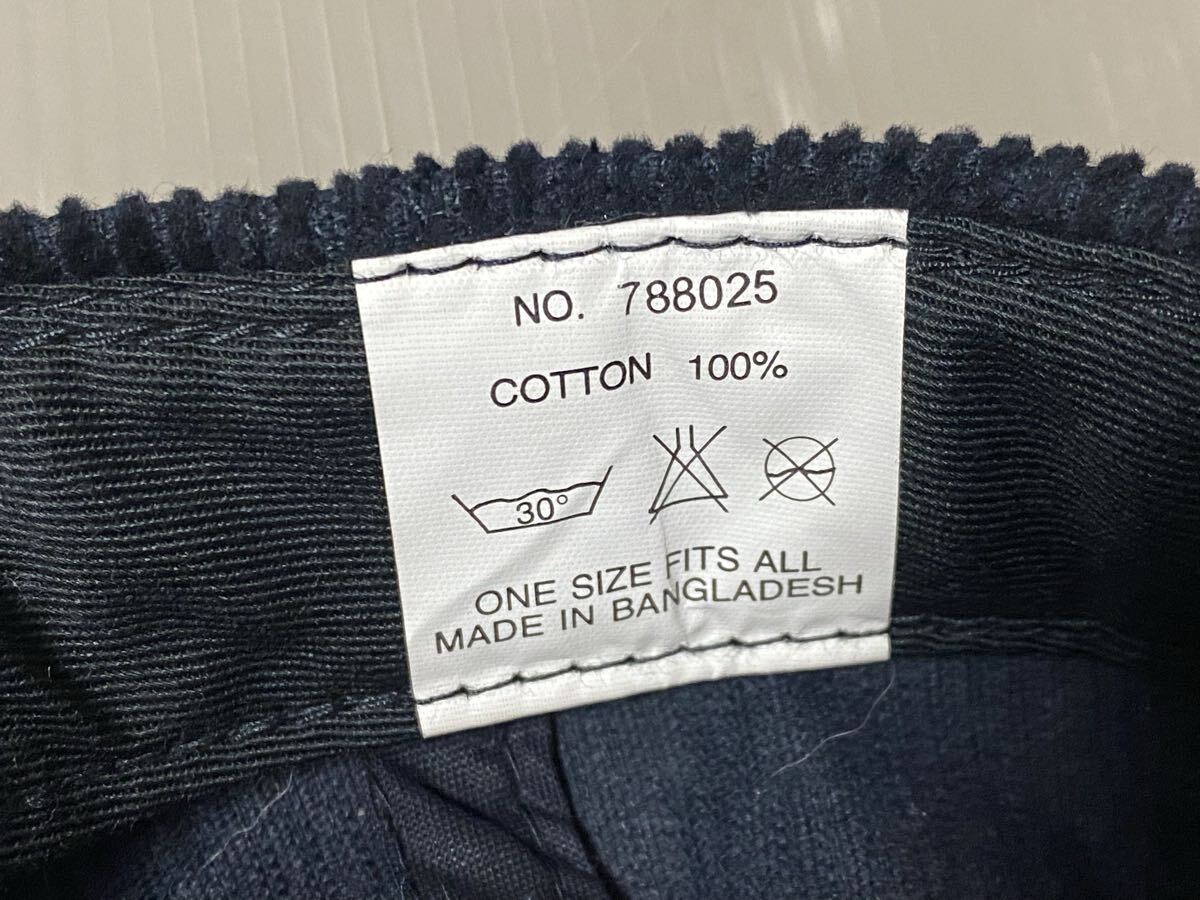 NO. 788025
COTTON 100%
30°
ONE SIZE FITS ALL
MADE IN BANGLADESH